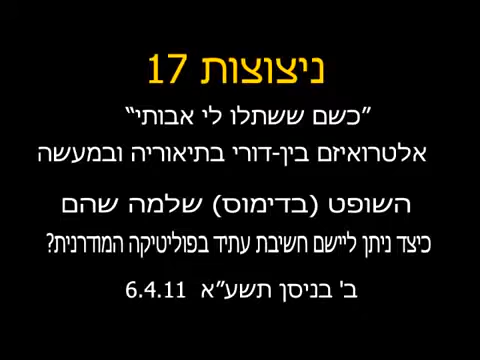 ניצוצות 17
"כשם ששתלו לי אבותי"
אלטרואיזם בין-דורי בתיאוריה ובמעשה
השופט (בדימוס) שלמה שהם
כיצד ניתן ליישם חשיבת עתיד בפוליטיקה המודרנית?
ב' בניסן תשע"א 6.4.11